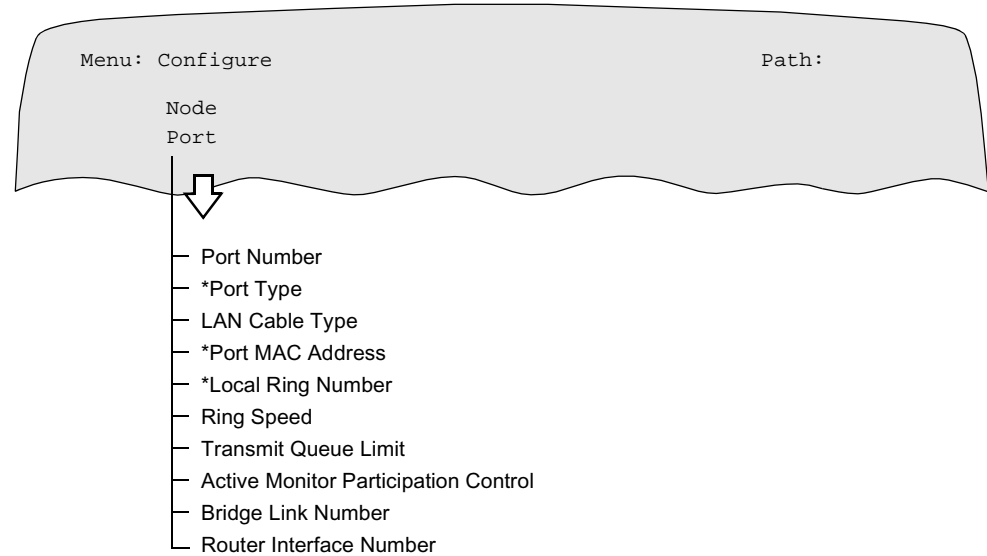 Menu: Configure Path:
Node
Port
Port Number
*Port Type
LAN Cable Type
*Port MAC Address
*Local Ring Number
Ring Speed
Transmit Queue Limit
Active Monitor Participation Control
Bridge Link Number
Router Interface Number